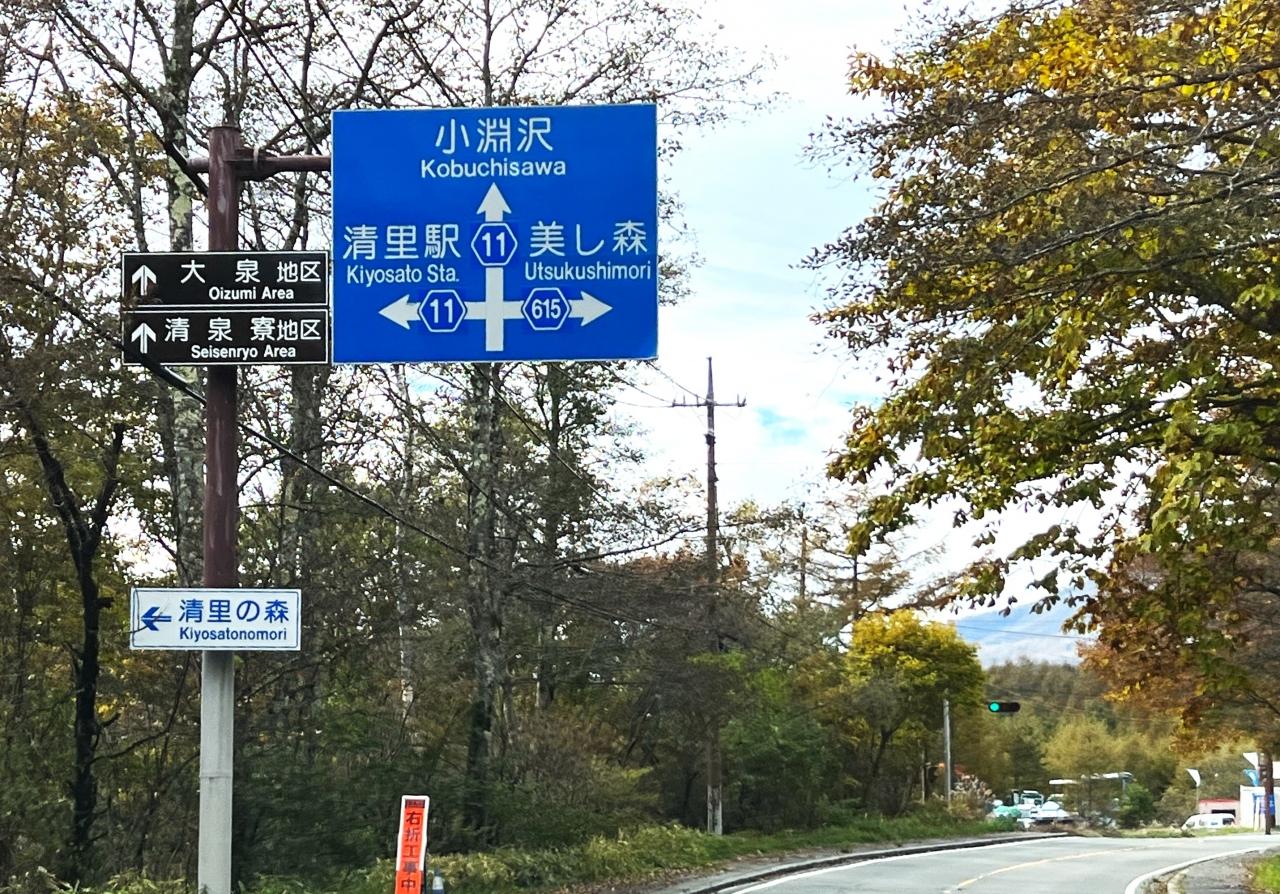 小淵沢
Kobuchisawa
清里駅
Kiyosato Sta.
11
美し森
Utsukushimori
11
615
大泉地区
Oizumi Area
清泉寮地区
Seisenryo Area
清里の森
Kiyosatonomori
右折工事中